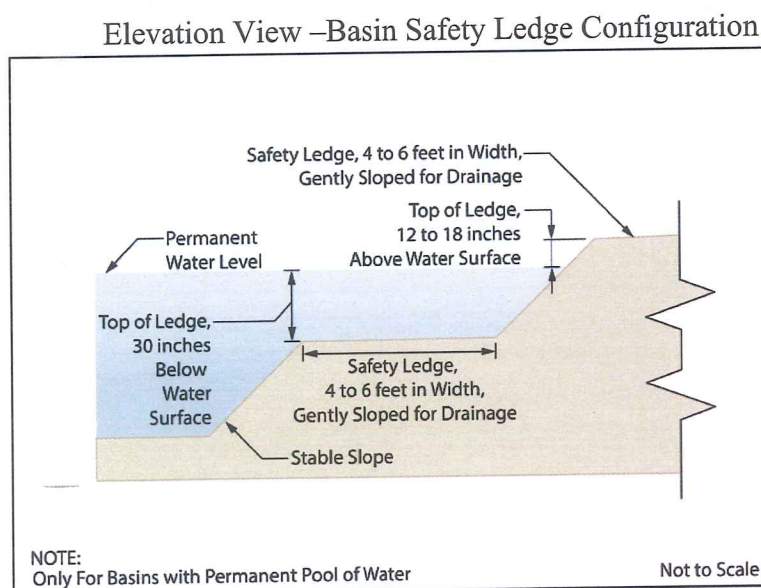 Elevation View –Basin Safety Ledge Configuration
Safety Ledge, 4 to 6 feet in Width,
Gently Sloped for Drainage
Top of Ledge,
12 to 18 inches
Above Water Surface
Permanent
Water Level
Top of Ledge,
30 inches
Below
Water
Surface
Safety Ledge,
4 to 6 feet in Width,
Gently Sloped for Drainage
Stable Slope
NOTE:
Only For Basins with Permanent Pool of Water
Not to Scale